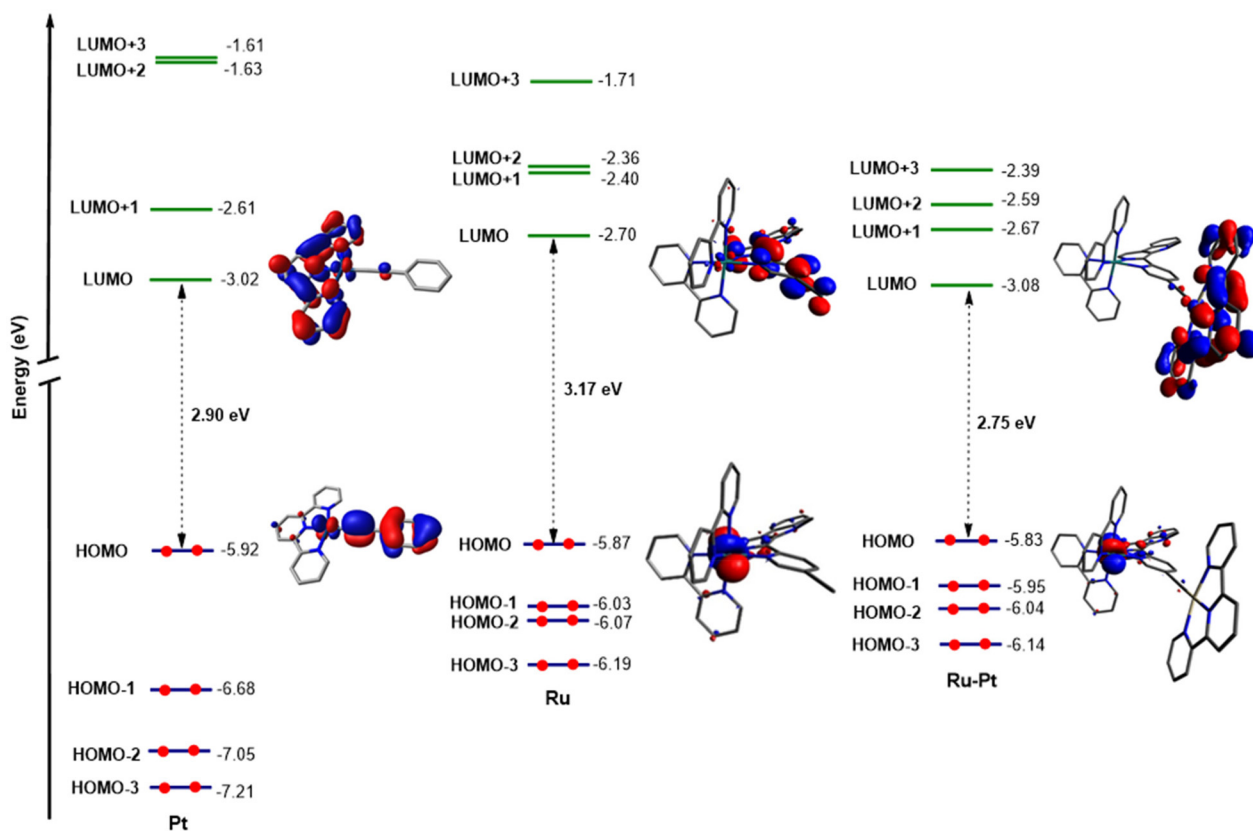 Energy (eV)
LUMO+3 -1.61
LUMO+2 -1.63
LUMO+1 -2.61
LUMO -3.02
2.90 eV
HOMO -5.92
HOMO-1 -6.68
HOMO-2 -7.05
HOMO-3 -7.21
Pt
LUMO+3 -1.71
LUMO+2 -2.36
LUMO+1 -2.40
LUMO -2.70
3.17 eV
HOMO -5.87
HOMO-1 -6.03
HOMO-2 -6.07
HOMO-3 -6.19
Ru
LUMO+3 -2.39
LUMO+2 -2.59
LUMO+1 -2.67
LUMO -3.08
2.75 eV
HOMO -5.83
HOMO-1 -5.95
HOMO-2 -6.04
HOMO-3 -6.14
Ru-Pt